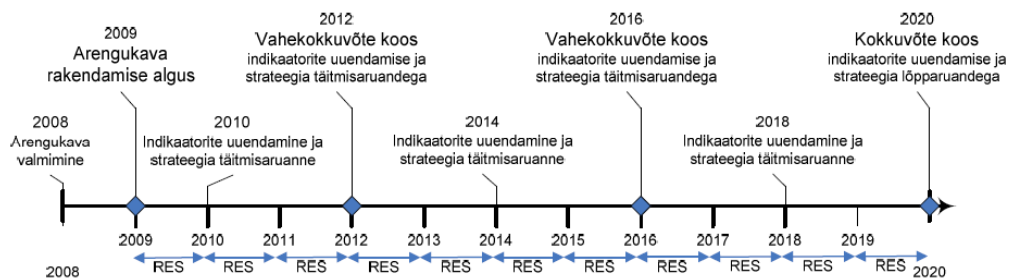 2009
Arengukava
rakendamise algus
2012
Vahekokkuvõte koos
indikaatorite uuendamise ja
strateegia täitmisaruandega
2016
Vahekokkuvõte koos
indikaatorite uuendamise ja
strateegia täitmisaruandega
2020
Kokkuvõte koos
indikaatorite uuendamise ja
strateegia lõpparuandega
2008
Arengukava
valmimine
2010
Indikaatorite uuendamine ja
strateegia täitmisaruanne
2014
Indikaatorite uuendamine ja
strateegia täitmisaruanne
2018
Indikaatorite uuendamine ja
strateegia täitmisaruanne
2009 2010 2011 2012 2013 2014 2015 2016 2017 2018 2019
RES RES RES RES RES RES RES RES RES RES RES
2008 2020